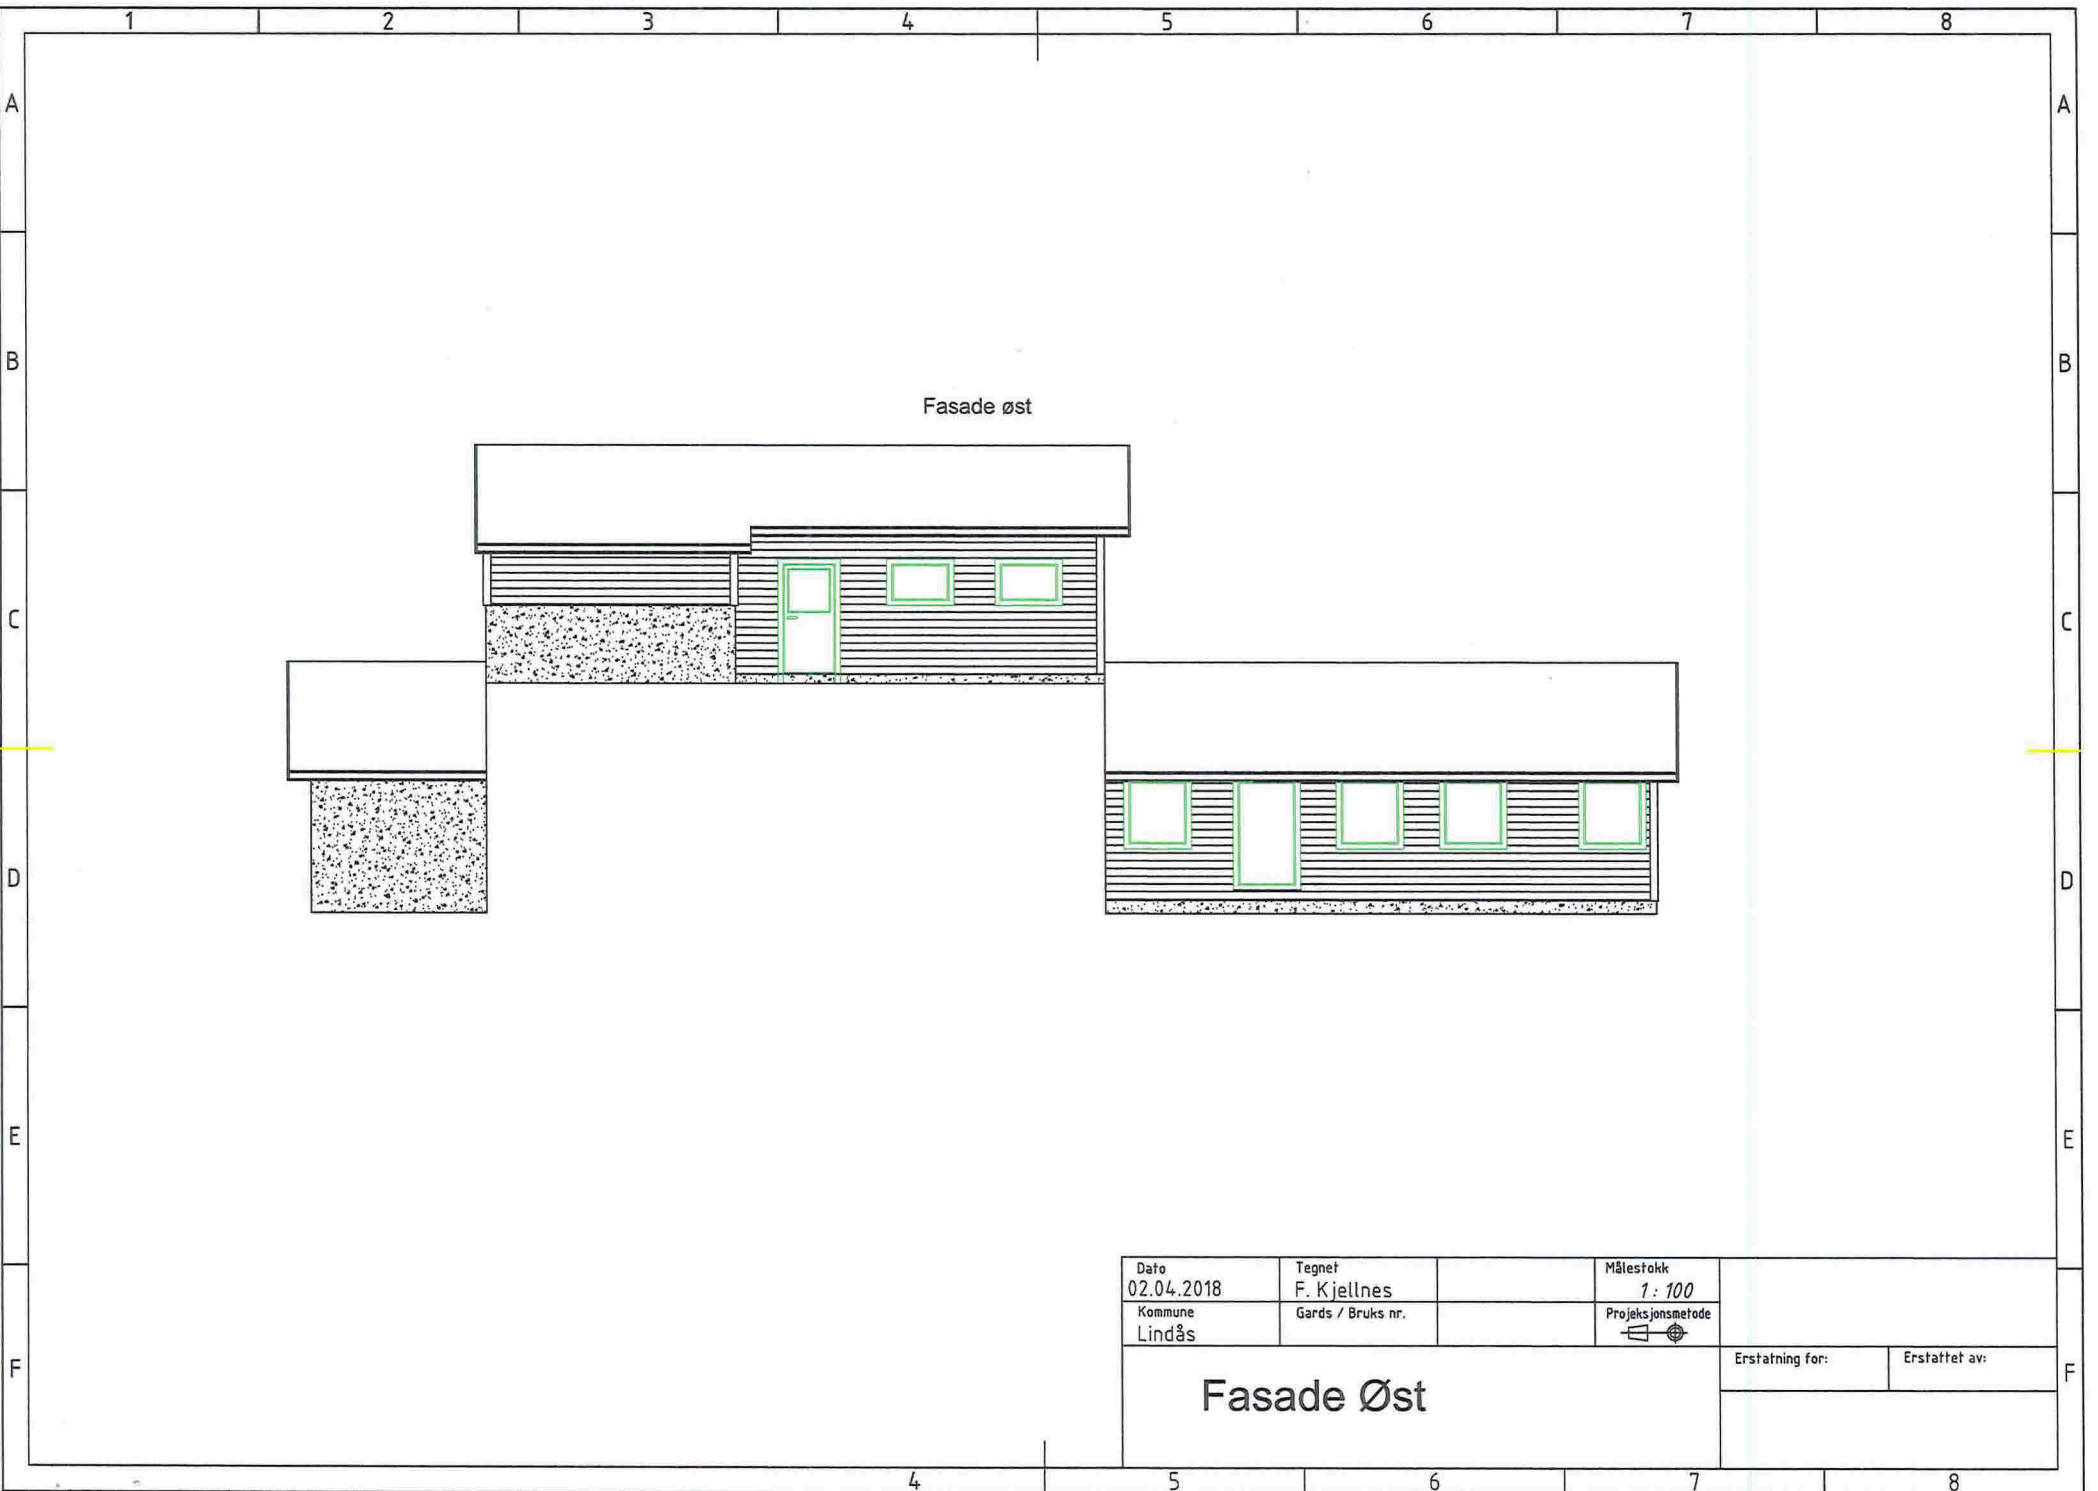 1 2 3 4 5 6 7 8
A A
B B
Fasade øst
C C
D D
E E
Dato Tegnet Målestokk
02.04.2018 F. Kjellnes 1 : 100
Kommune Gards / Bruks nr. Projeksjonsmetode
Lindås
Erstatning for: Erstattet av:
F F
Fasade Øst
4 5 6 7 8